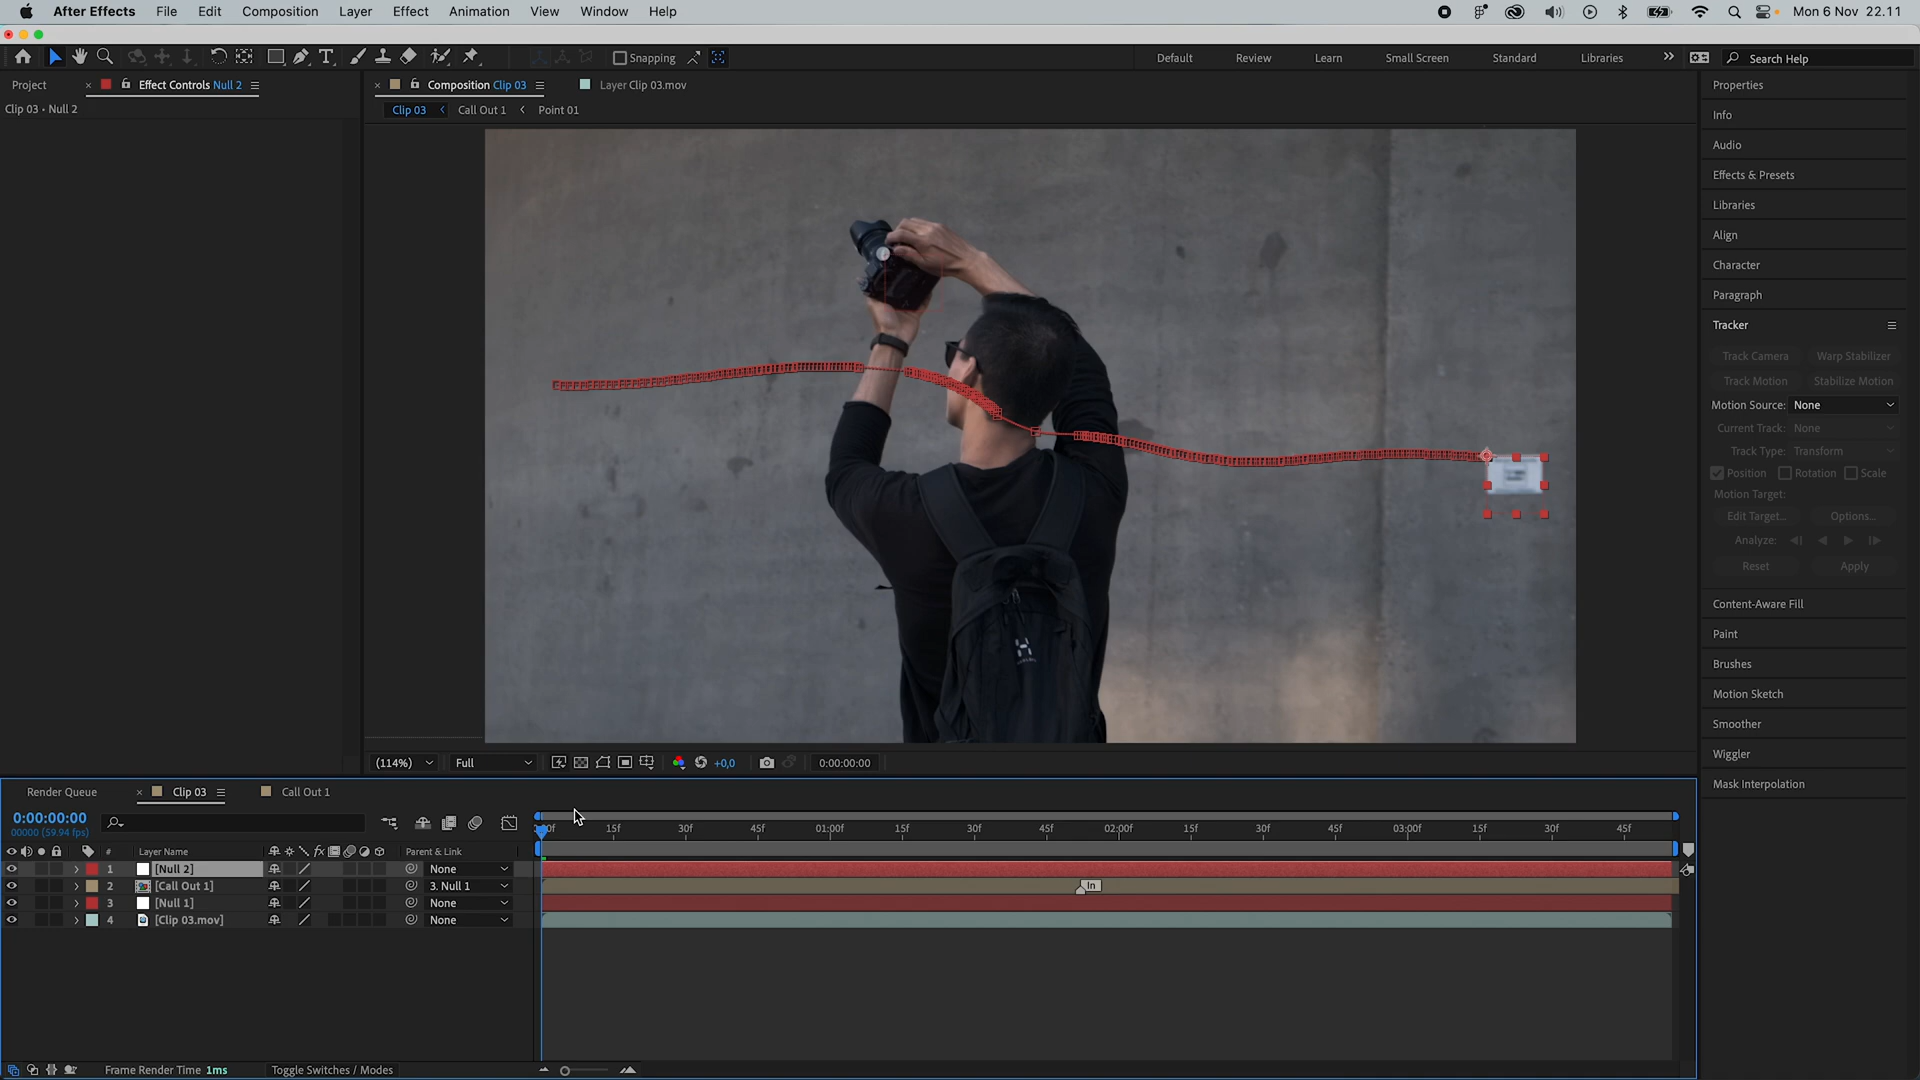 After Effects File Edit Composition Layer Effect Animation View Window Help Mon 6 Nov 22.11
Snapping Default Review Learn Small Screen Standard Libraries Search Help
Project Effect Controls Null 2
Clip 03 • Null 2
Composition Clip 03 Layer Clip 03.mov
Clip 03 Call Out 1 Point 01
(114%) Full +0,0 0:00:00:00
Properties
Info
Audio
Effects & Presets
Libraries
Align
Character
Paragraph
Tracker
Track Camera Warp Stabilizer
Track Motion Stabilize Motion
Motion Source: None
Current Track: None
Track Type: Transform
Position Rotation Scale
Motion Target:
Edit Target... Options...
Analyze:
Reset Apply
Content-Aware Fill
Paint
Brushes
Motion Sketch
Smoother
Wiggler
Mask Interpolation
Render Queue Clip 03 Call Out 1
0:00:00:00
00000 (59.94 fps)
15f 30f 45f 01:00f 15f 30f 45f 02:00f 15f 30f 45f 03:00f 15f 30f 45f
# Layer Name fx Parent & Link
1 [Null 2] None
2 [Call Out 1] 3. Null 1 In
3 [Null 1] None
4 [Clip 03.mov] None
Frame Render Time 1ms Toggle Switches / Modes